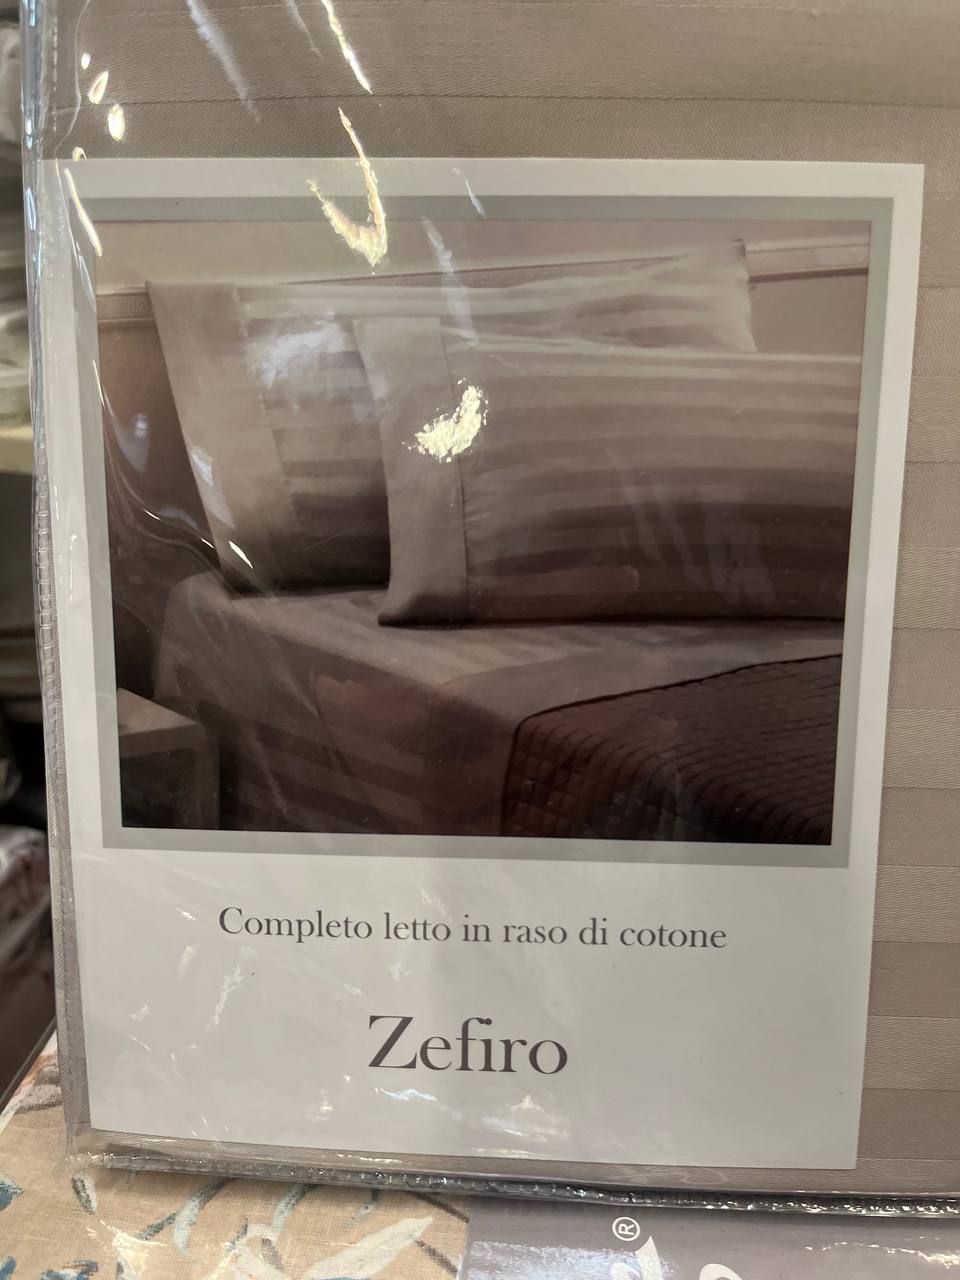 Completo letto in raso di cotone
Zefiro
®